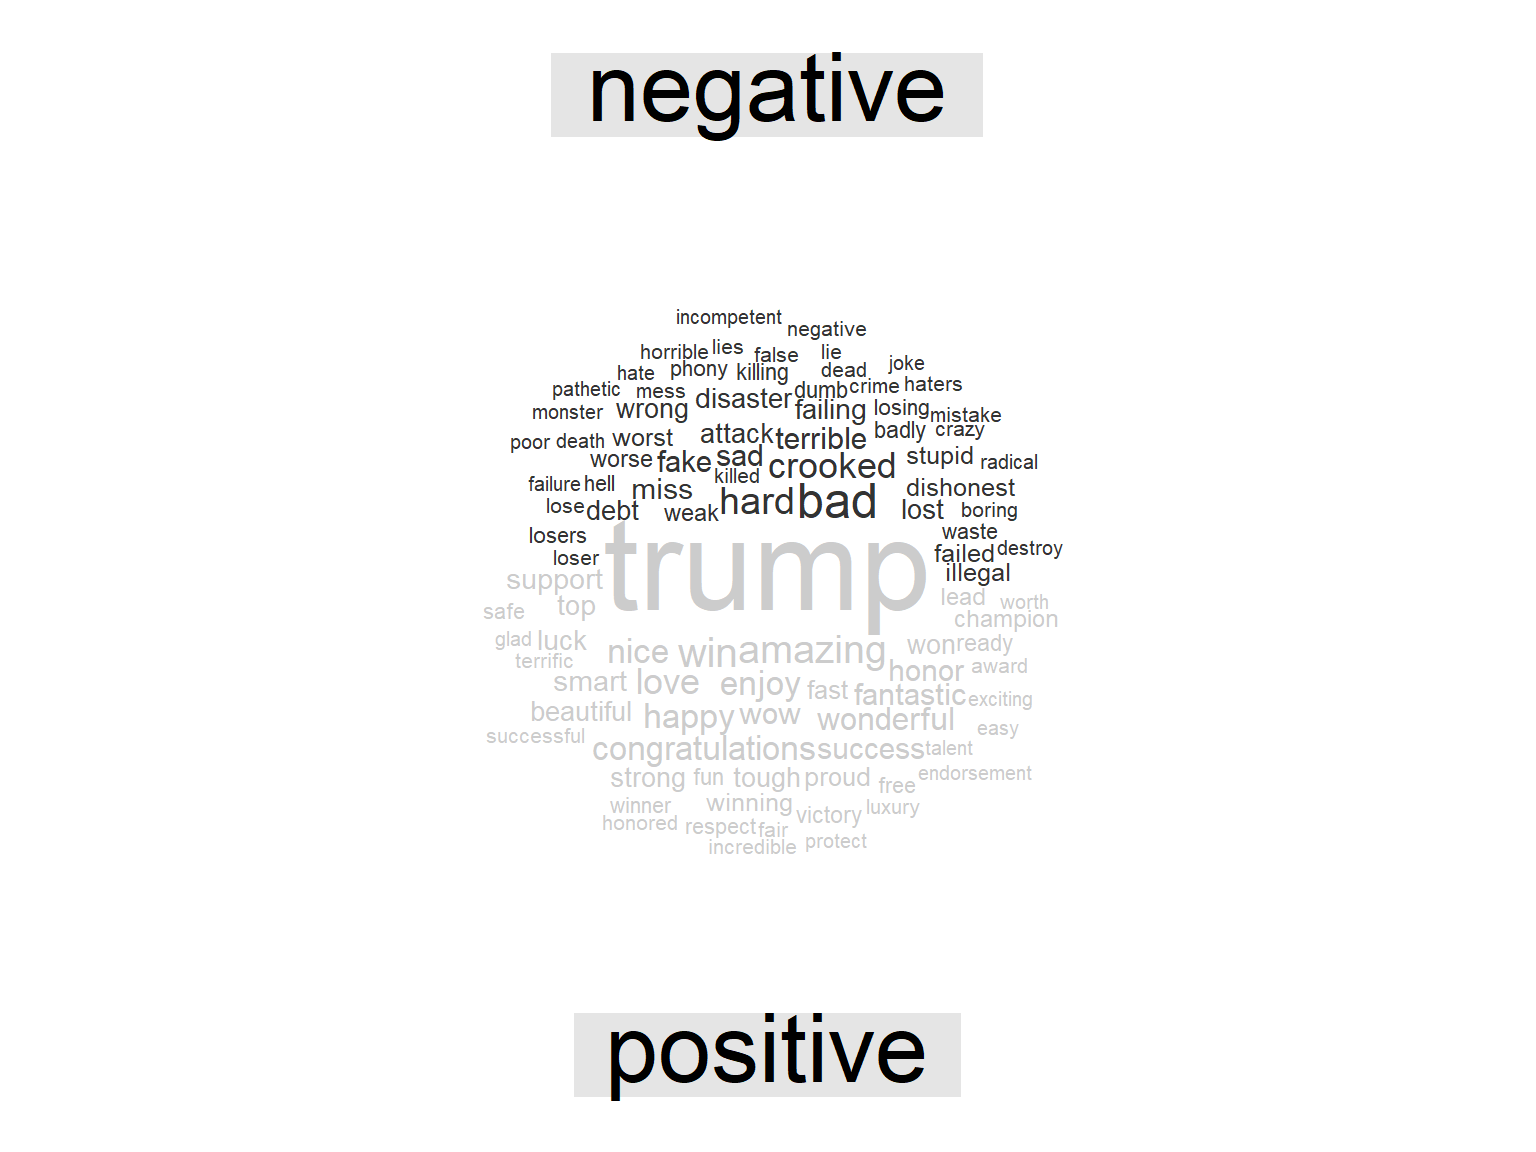 negative
incompetent
negative
horrible lies false lie joke
hate phony killing dead
pathetic mess disaster dumb crime haters
monster wrong failing losing mistake
poor death worst attack terrible badly crazy
worse fake sad crooked stupid radical
failure hell miss killed dishonest
lose debt weak hard bad lost boring
losers waste
loser trump failed destroy
support illegal
safe top lead worth
champion
glad luck nice win amazing won ready
terrific honor award
smart love enjoy fast fantastic exciting
beautiful happy wow wonderful easy
successful congratulations success talent
strong fun tough proud free endorsement
winner winning victory luxury
honored respect fair
incredible protect
positive